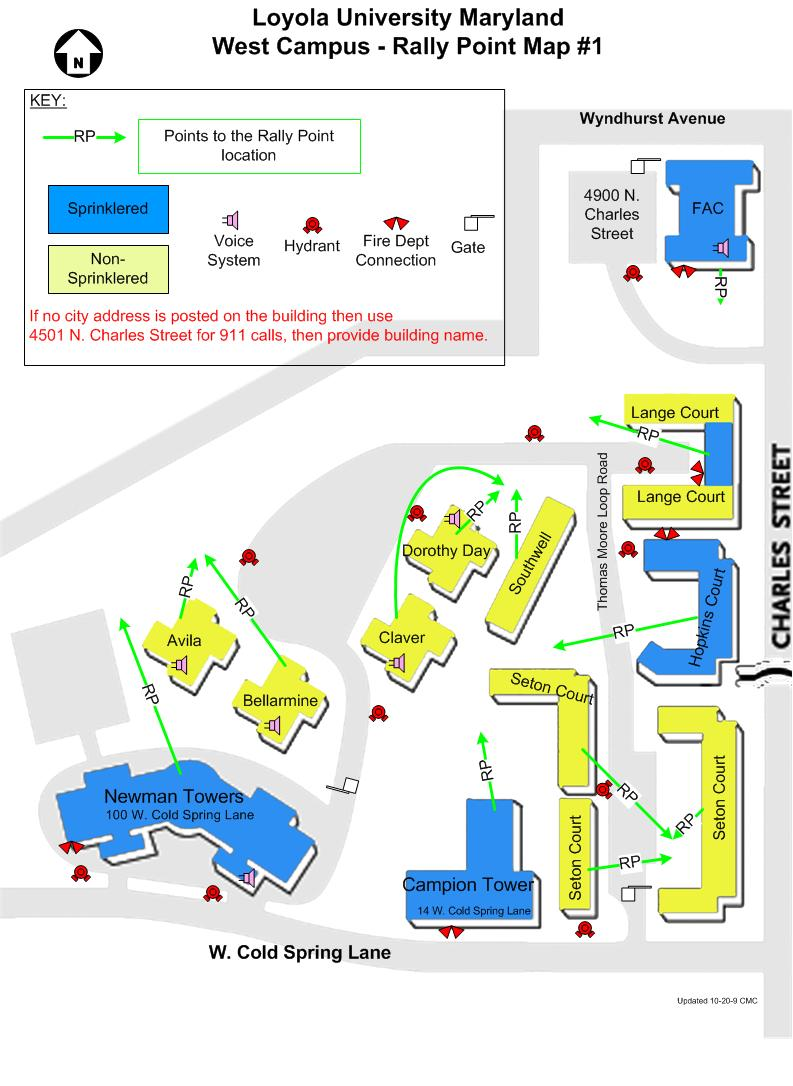 Loyola University Maryland
West Campus - Rally Point Map #1
N
KEY:
RP
Points to the Rally Point
location
Sprinklered
Non-
Sprinklered
Voice
System
Hydrant
Fire Dept
Connection
Gate
If no city address is posted on the building then use
4501 N. Charles Street for 911 calls, then provide building name.
Wyndhurst Avenue
4900 N.
Charles
Street
FAC
RP
Lange Court
RP
Lange Court
CHARLES STREET
Thomas Moore Loop Road
Dorothy Day
RP
RP
Southwell
Hopkins Court
RP
Claver
Avila
RP
RP
Bellarmine
RP
Seton Court
RP
Seton Court
RP
RP
Seton Court
RP
Newman Towers
100 W. Cold Spring Lane
Campion Tower
14 W. Cold Spring Lane
W. Cold Spring Lane
Updated 10-20-9 CMC